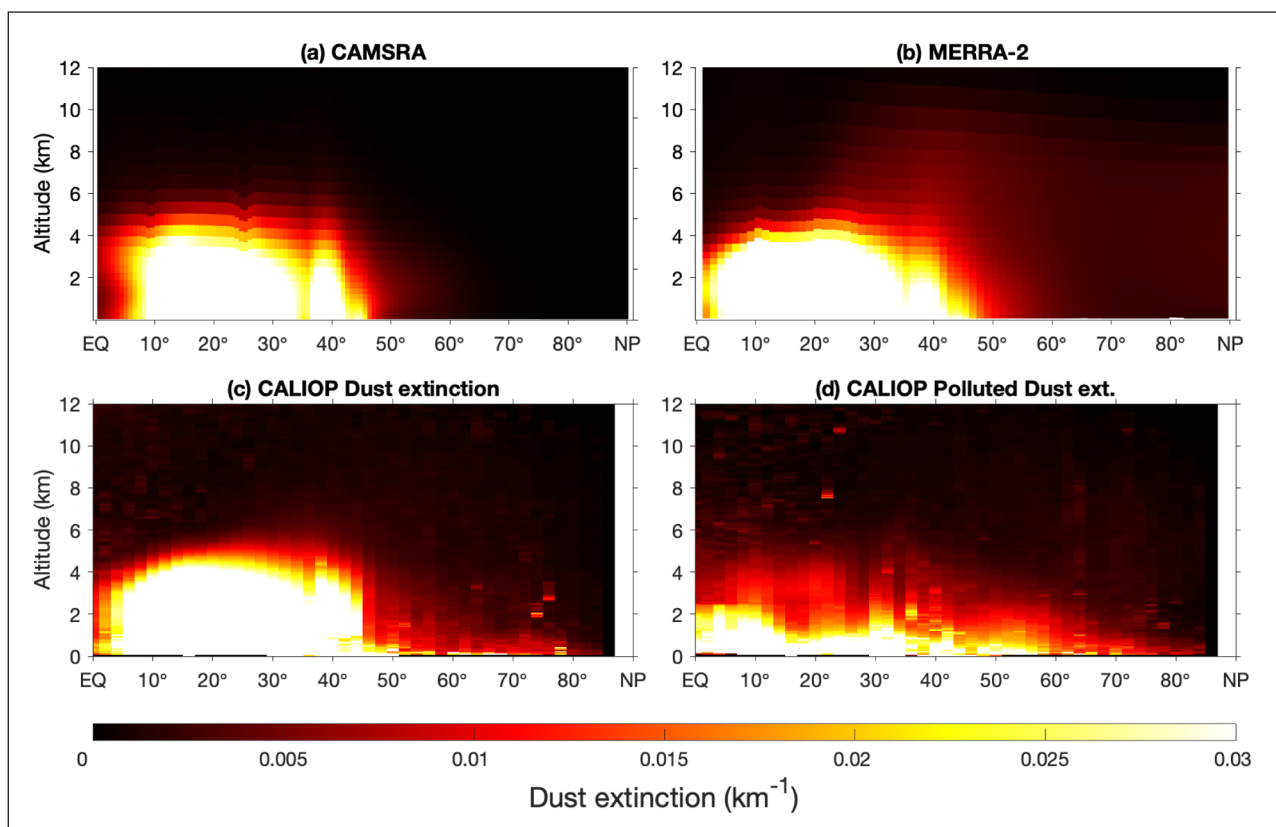 (a) CAMSRA
(b) MERRA-2
Altitude (km)
12
10
8
6
4
2
12
10
8
6
4
2
EQ 10° 20° 30° 40° 50° 60° 70° 80° NP
EQ 10° 20° 30° 40° 50° 60° 70° 80° NP
(c) CALIOP Dust extinction
(d) CALIOP Polluted Dust ext.
Altitude (km)
12
10
8
6
4
2
0
12
10
8
6
4
2
0
EQ 10° 20° 30° 40° 50° 60° 70° 80° NP
EQ 10° 20° 30° 40° 50° 60° 70° 80° NP
0 0.005 0.01 0.015 0.02 0.025 0.03
Dust extinction (km⁻¹)